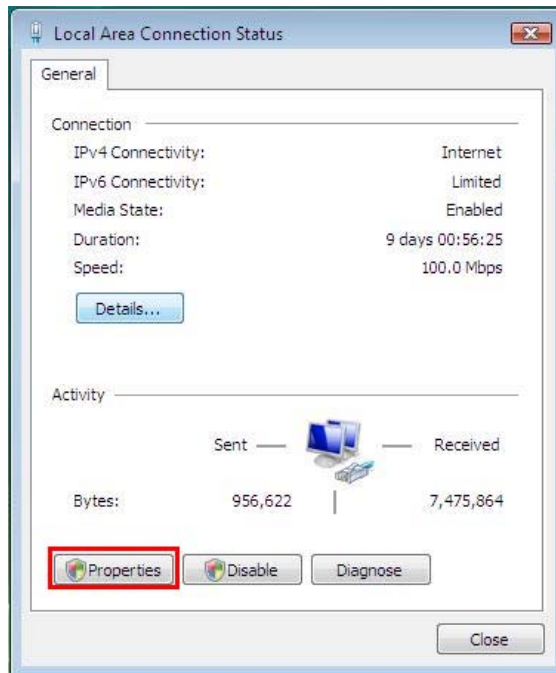 Local Area Connection Status
General
Connection
IPv4 Connectivity: Internet
IPv6 Connectivity: Limited
Media State: Enabled
Duration: 9 days 00:56:25
Speed: 100.0 Mbps
Details...
Activity
Sent Received
Bytes: 956,622 7,475,864
Properties Disable Diagnose
Close